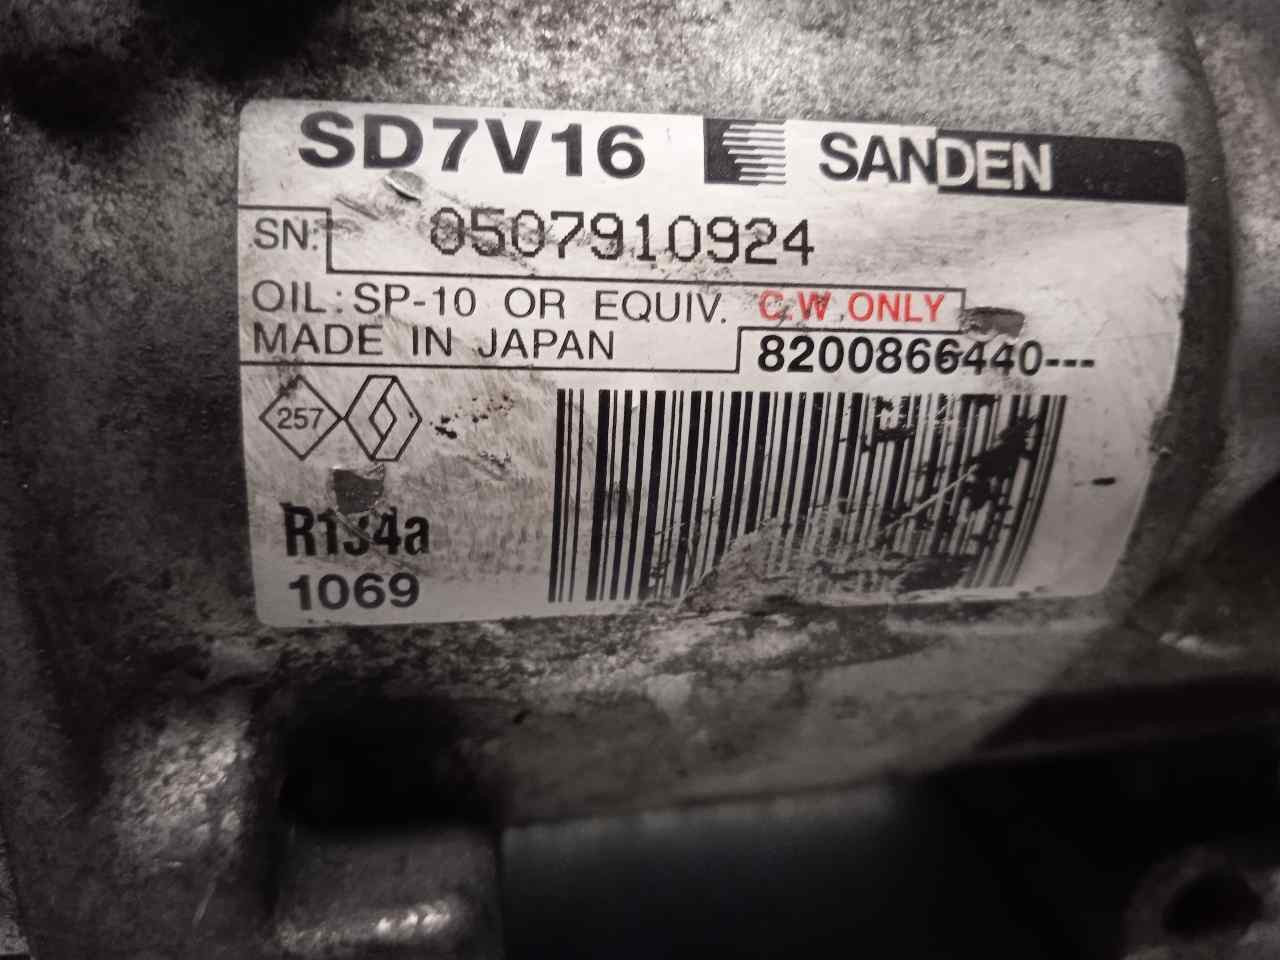 SD7V16 SANDEN
SN: 0507910924
OIL: SP-10 OR EQUIV. C.W. ONLY
MADE IN JAPAN 8200866440---
257
R134a
1069